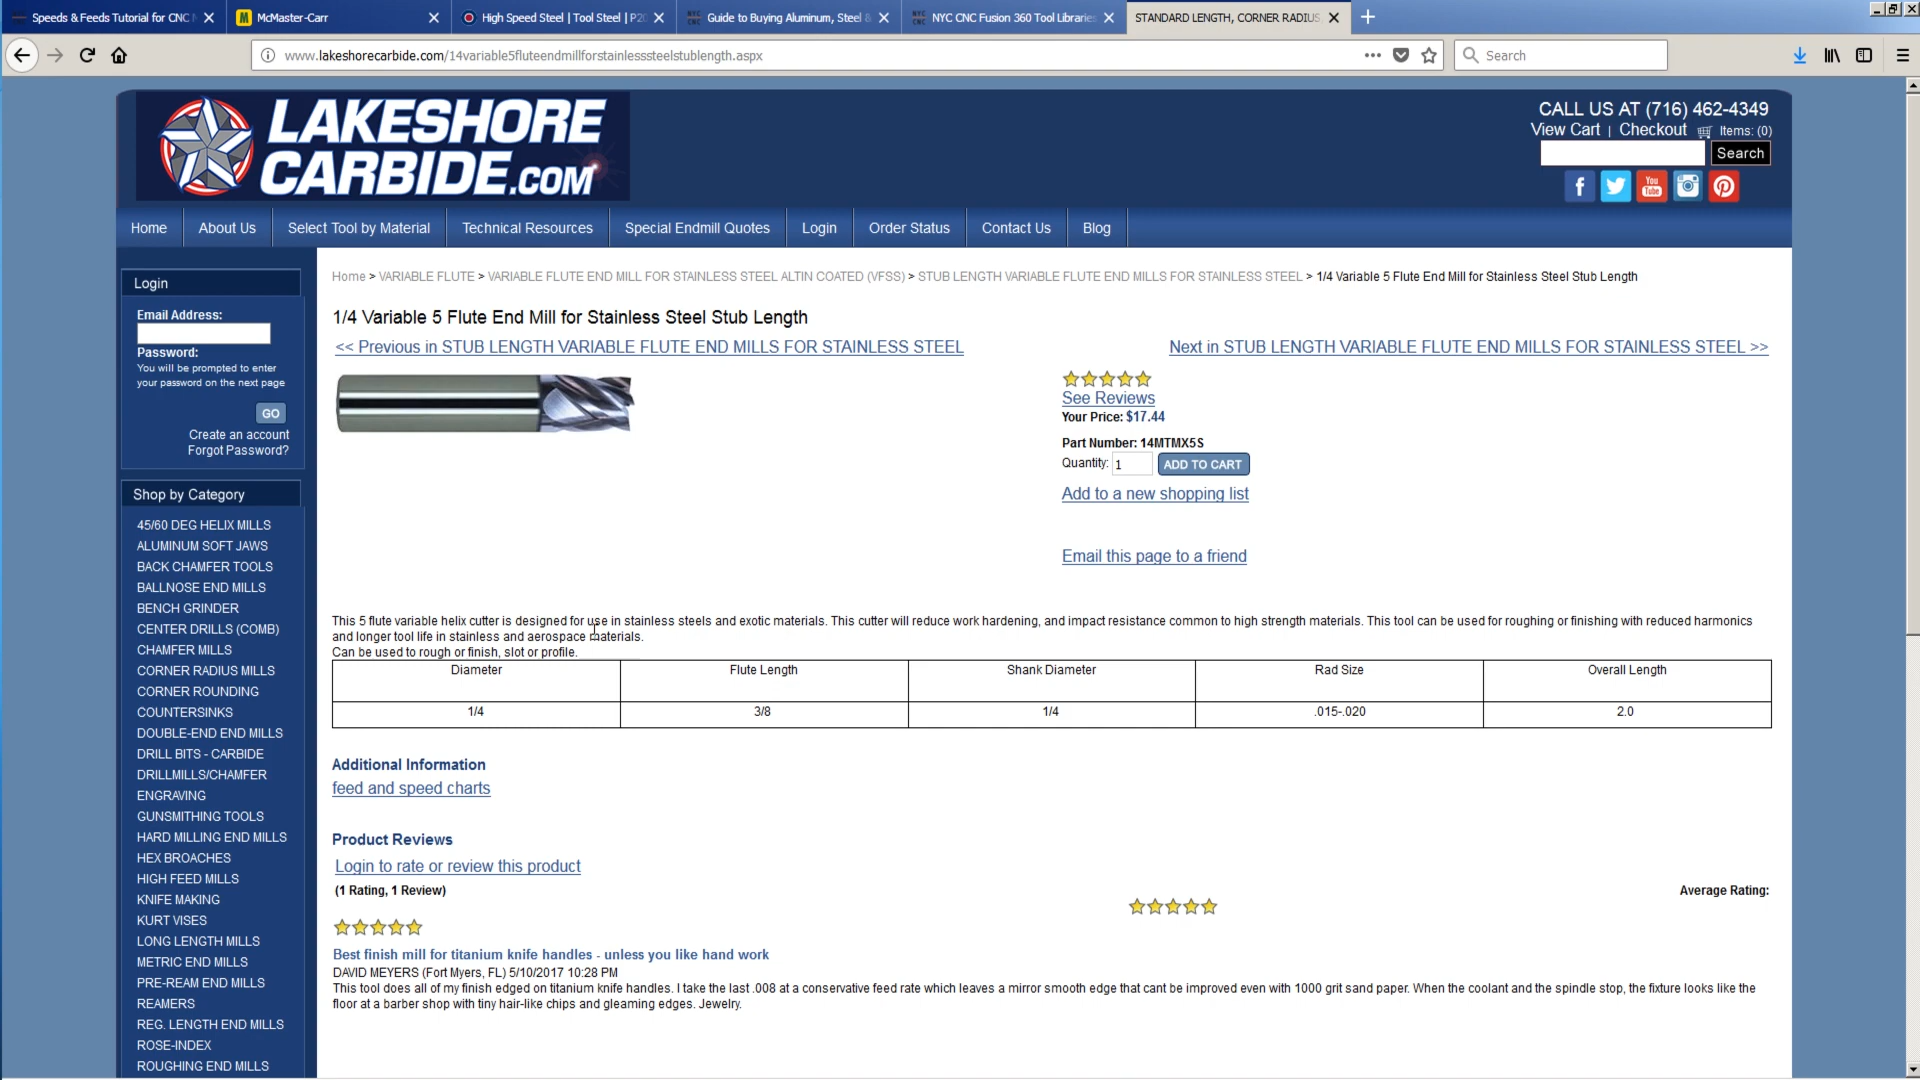 Speeds & Feeds Tutorial for CNC M
McMaster-Carr
High Speed Steel | Tool Steel | P20
Guide to Buying Aluminum, Steel &
NYC CNC Fusion 360 Tool Libraries
STANDARD LENGTH, CORNER RADIUS
www.lakeshorecarbide.com/14variable5fluteendmillforstainlesssteelstublength.aspx
Search
LAKESHORE
CARBIDE.COM
CALL US AT (716) 462-4349
View Cart | Checkout Items: (0)
Search
You
Tube
Home
About Us
Select Tool by Material
Technical Resources
Special Endmill Quotes
Login
Order Status
Contact Us
Blog
Login
Email Address:
Password:
You will be prompted to enter
your password on the next page
GO
Create an account
Forgot Password?
Shop by Category
45/60 DEG HELIX MILLS
ALUMINUM SOFT JAWS
BACK CHAMFER TOOLS
BALLNOSE END MILLS
BENCH GRINDER
CENTER DRILLS (COMB)
CHAMFER MILLS
CORNER RADIUS MILLS
CORNER ROUNDING
COUNTERSINKS
DOUBLE-END END MILLS
DRILL BITS - CARBIDE
DRILLMILLS/CHAMFER
ENGRAVING
GUNSMITHING TOOLS
HARD MILLING END MILLS
HEX BROACHES
HIGH FEED MILLS
KNIFE MAKING
KURT VISES
LONG LENGTH MILLS
METRIC END MILLS
PRE-REAM END MILLS
REAMERS
REG. LENGTH END MILLS
ROSE-INDEX
ROUGHING END MILLS
Home > VARIABLE FLUTE > VARIABLE FLUTE END MILL FOR STAINLESS STEEL ALTIN COATED (VFSS) > STUB LENGTH VARIABLE FLUTE END MILLS FOR STAINLESS STEEL > 1/4 Variable 5 Flute End Mill for Stainless Steel Stub Length
1/4 Variable 5 Flute End Mill for Stainless Steel Stub Length
<< Previous in STUB LENGTH VARIABLE FLUTE END MILLS FOR STAINLESS STEEL
Next in STUB LENGTH VARIABLE FLUTE END MILLS FOR STAINLESS STEEL >>
See Reviews
Your Price: $17.44
Part Number: 14MTMX5S
Quantity: 1 ADD TO CART
Add to a new shopping list
Email this page to a friend
This 5 flute variable helix cutter is designed for use in stainless steels and exotic materials. This cutter will reduce work hardening, and impact resistance common to high strength materials. This tool can be used for roughing or finishing with reduced harmonics
and longer tool life in stainless and aerospace materials.
Can be used to rough or finish, slot or profile.
Diameter Flute Length Shank Diameter Rad Size Overall Length
1/4 3/8 1/4 .015-.020 2.0
Additional Information
feed and speed charts
Product Reviews
Login to rate or review this product
(1 Rating, 1 Review)
Average Rating:
Best finish mill for titanium knife handles - unless you like hand work
DAVID MEYERS (Fort Myers, FL) 5/10/2017 10:28 PM
This tool does all of my finish edged on titanium knife handles. I take the last .008 at a conservative feed rate which leaves a mirror smooth edge that cant be improved even with 1000 grit sand paper. When the coolant and the spindle stop, the fixture looks like the
floor at a barber shop with tiny hair-like chips and gleaming edges. Jewelry.